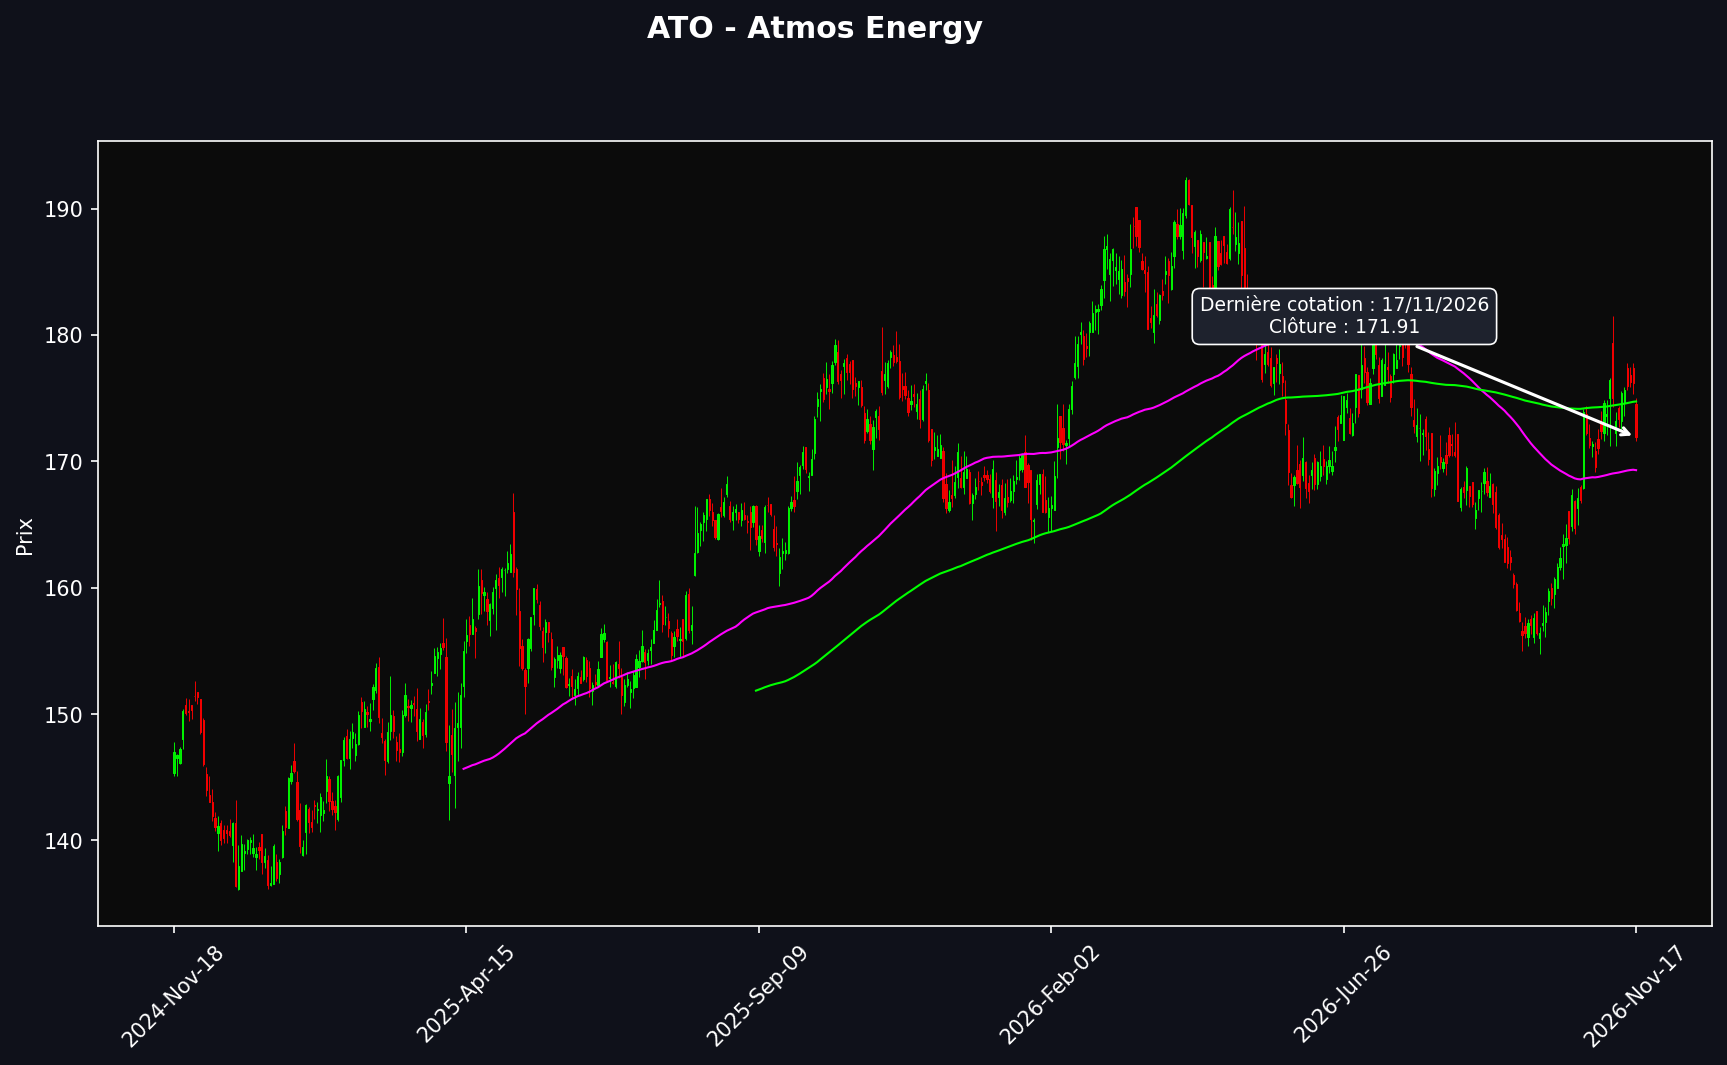 ATO - Atmos Energy
Prix
190
180
170
160
150
140
Dernière cotation : 17/11/2026
Clôture : 171.91
2024-Nov-18
2025-Apr-15
2025-Sep-09
2026-Feb-02
2026-Jun-26
2026-Nov-17